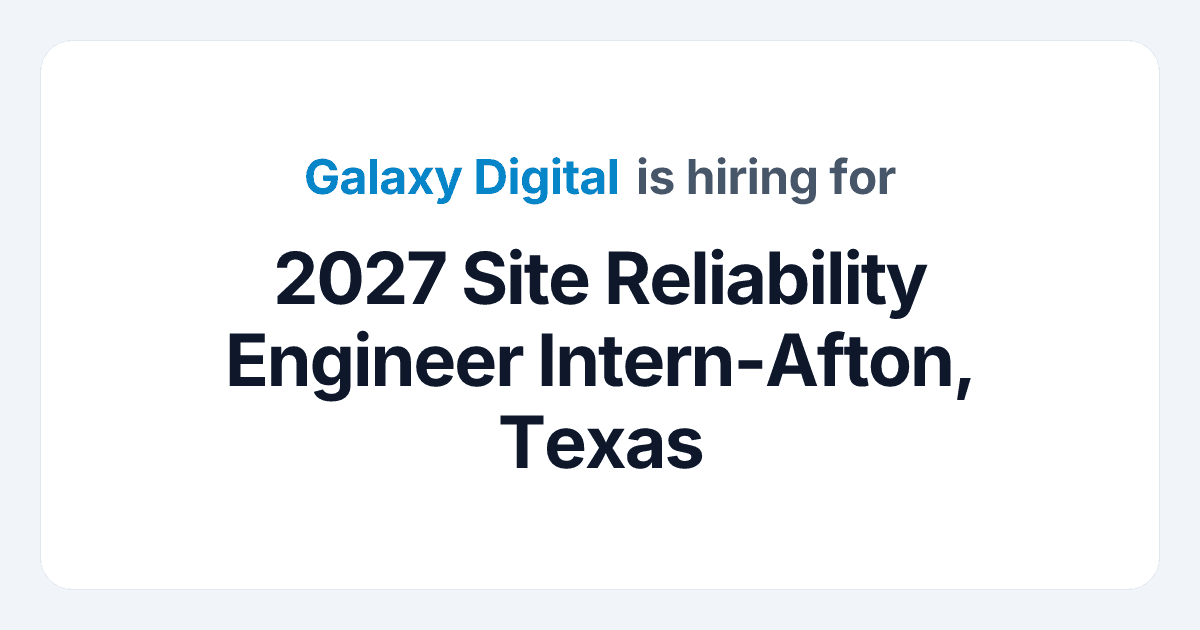 Galaxy Digital is hiring for
2027 Site Reliability
Engineer Intern-Afton,
Texas